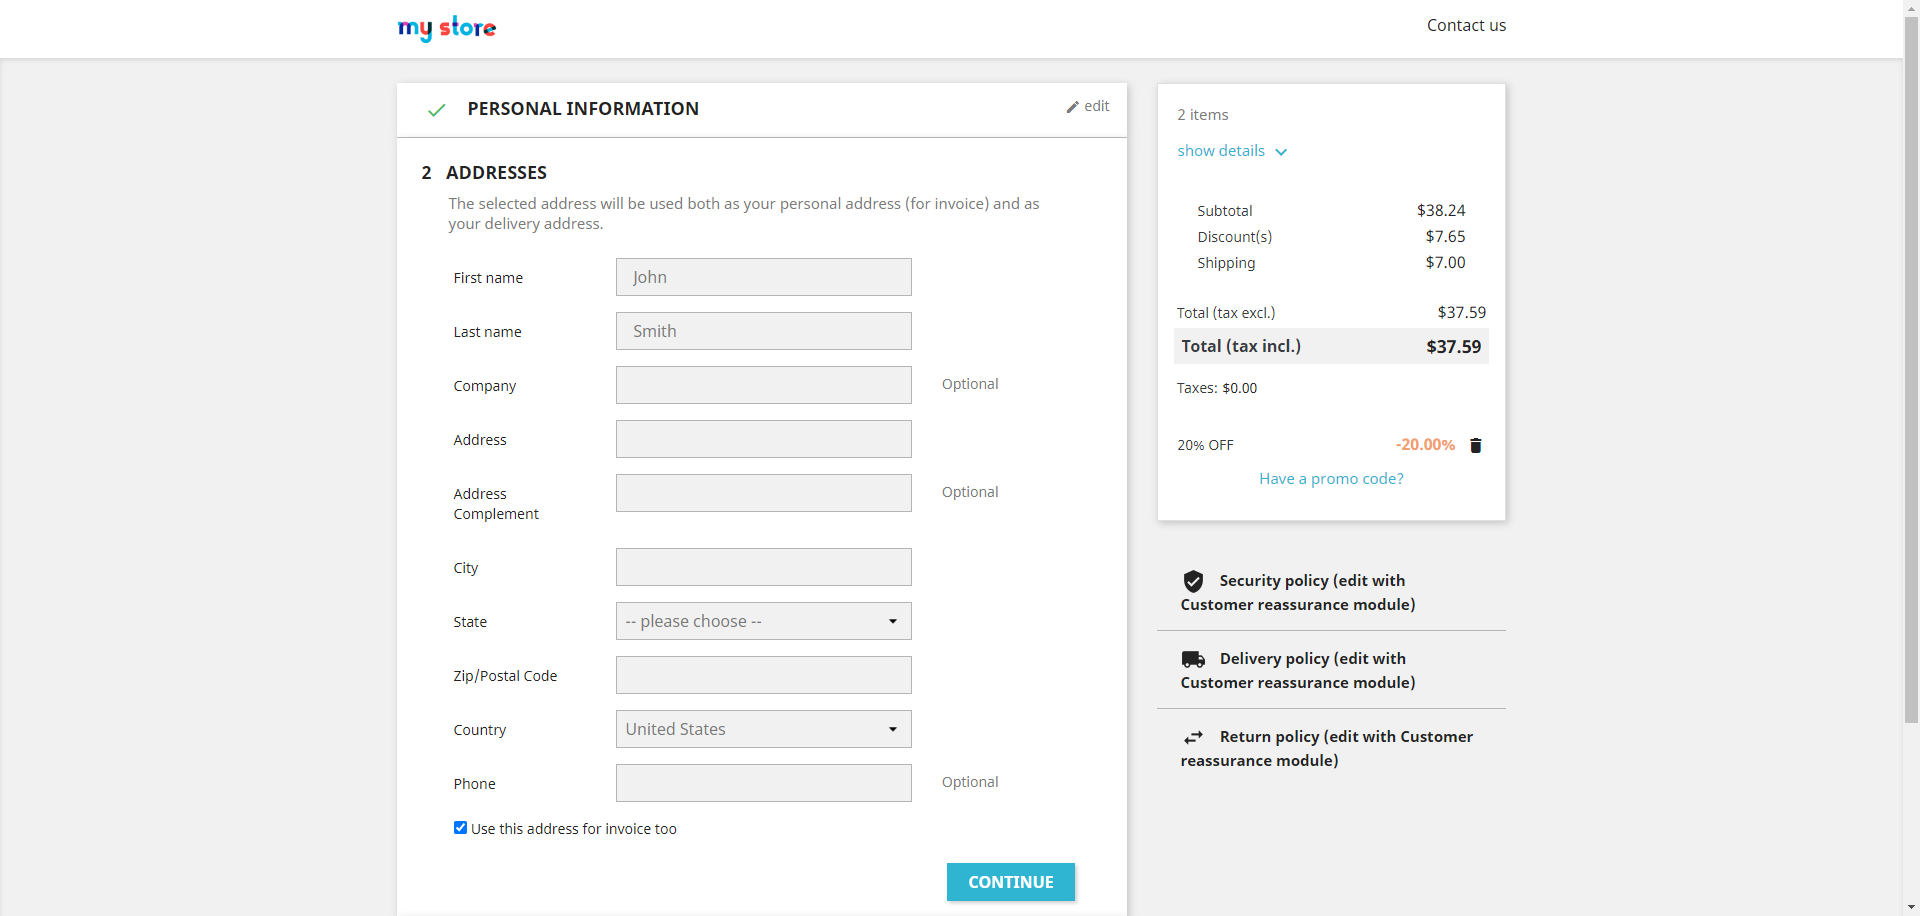 my store
Contact us
PERSONAL INFORMATION
edit
2 ADDRESSES
The selected address will be used both as your personal address (for invoice) and as
your delivery address.
First name
John
Last name
Smith
Company
Optional
Address
Address
Complement
Optional
City
State
-- please choose --
Zip/Postal Code
Country
United States
Phone
Optional
Use this address for invoice too
CONTINUE
2 items
show details
Subtotal $38.24
Discount(s) $7.65
Shipping $7.00
Total (tax excl.) $37.59
Total (tax incl.) $37.59
Taxes: $0.00
20% OFF -20.00%
Have a promo code?
Security policy (edit with
Customer reassurance module)
Delivery policy (edit with
Customer reassurance module)
Return policy (edit with Customer
reassurance module)